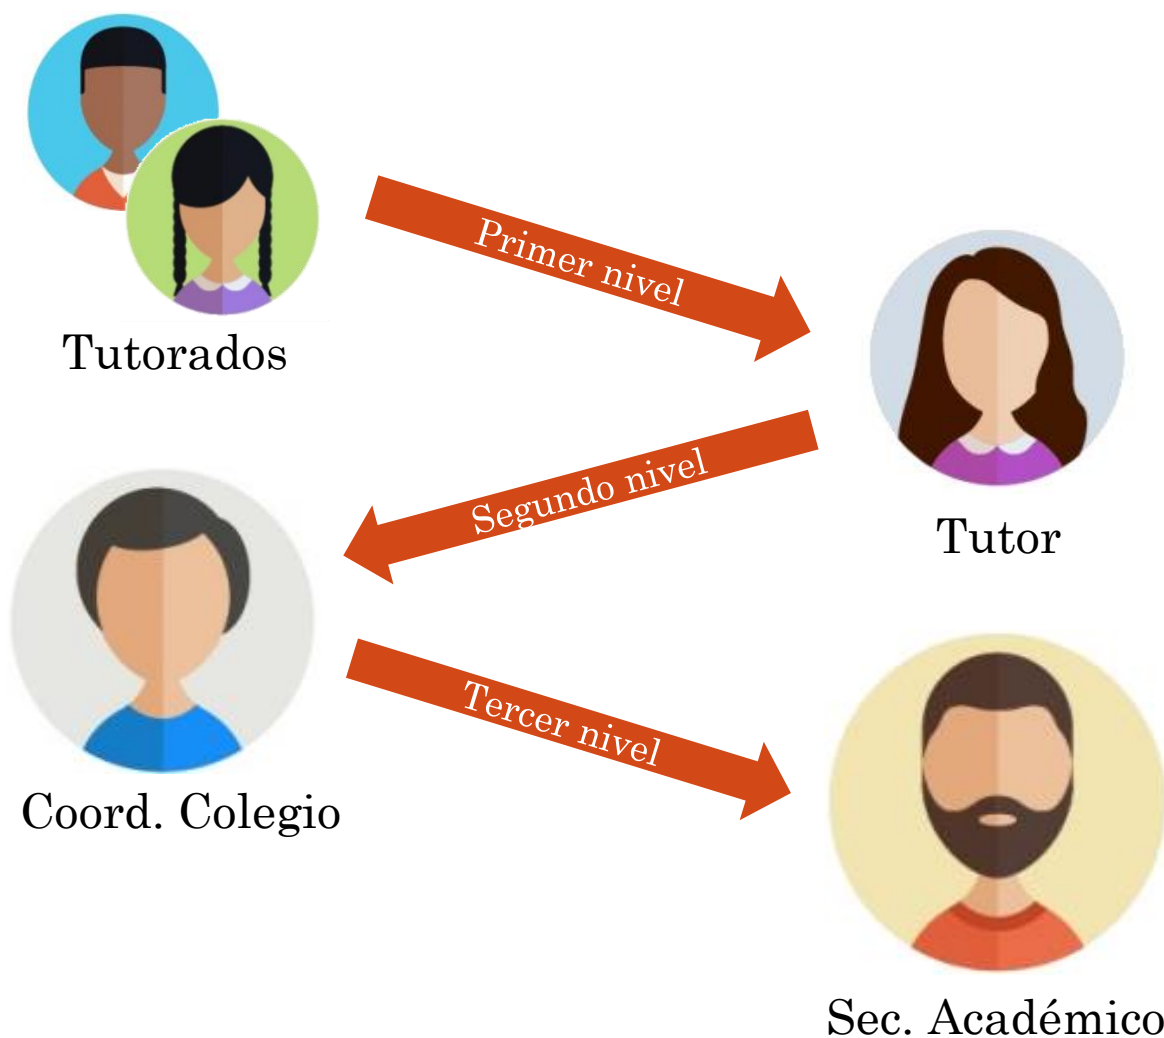 Primer nivel
Tutorados
Segundo nivel
Tutor
Tercer nivel
Coord. Colegio
Sec. Académico